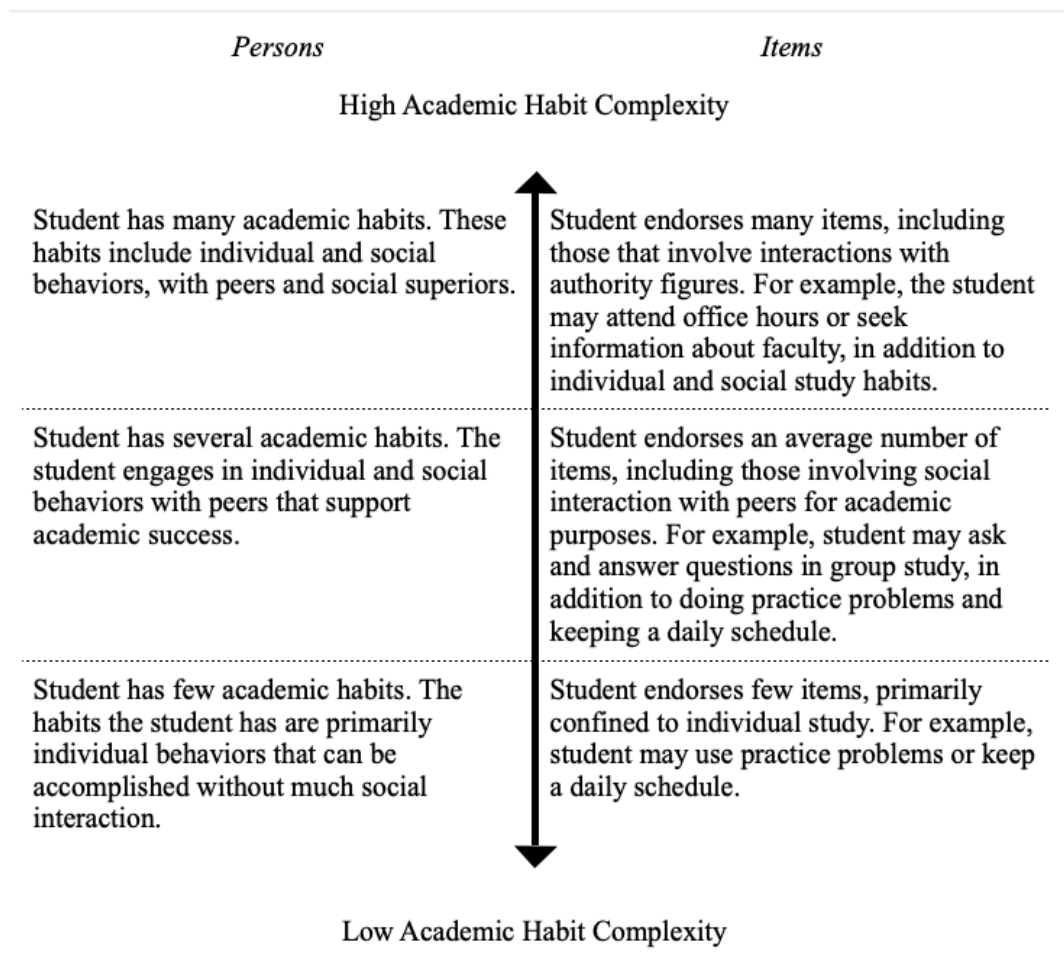 Persons
Items
High Academic Habit Complexity
Student has many academic habits. These
habits include individual and social
behaviors, with peers and social superiors.
Student endorses many items, including
those that involve interactions with
authority figures. For example, the student
may attend office hours or seek
information about faculty, in addition to
individual and social study habits.
Student has several academic habits. The
student engages in individual and social
behaviors with peers that support
academic success.
Student endorses an average number of
items, including those involving social
interaction with peers for academic
purposes. For example, student may ask
and answer questions in group study, in
addition to doing practice problems and
keeping a daily schedule.
Student has few academic habits. The
habits the student has are primarily
individual behaviors that can be
accomplished without much social
interaction.
Student endorses few items, primarily
confined to individual study. For example,
student may use practice problems or keep
a daily schedule.
Low Academic Habit Complexity